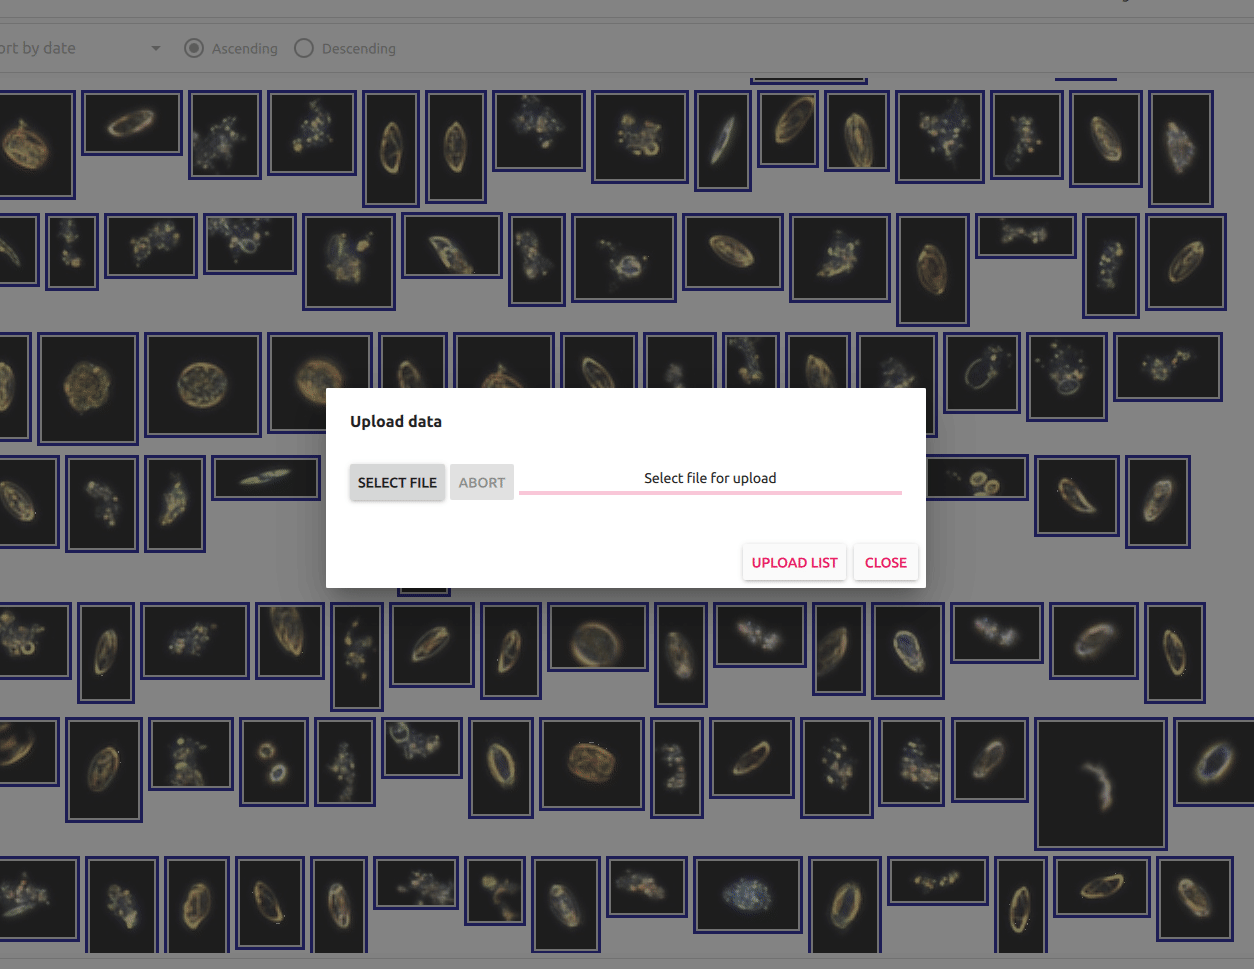 ort by date
Ascending
Descending
Upload data
SELECT FILE
ABORT
Select file for upload
UPLOAD LIST
CLOSE